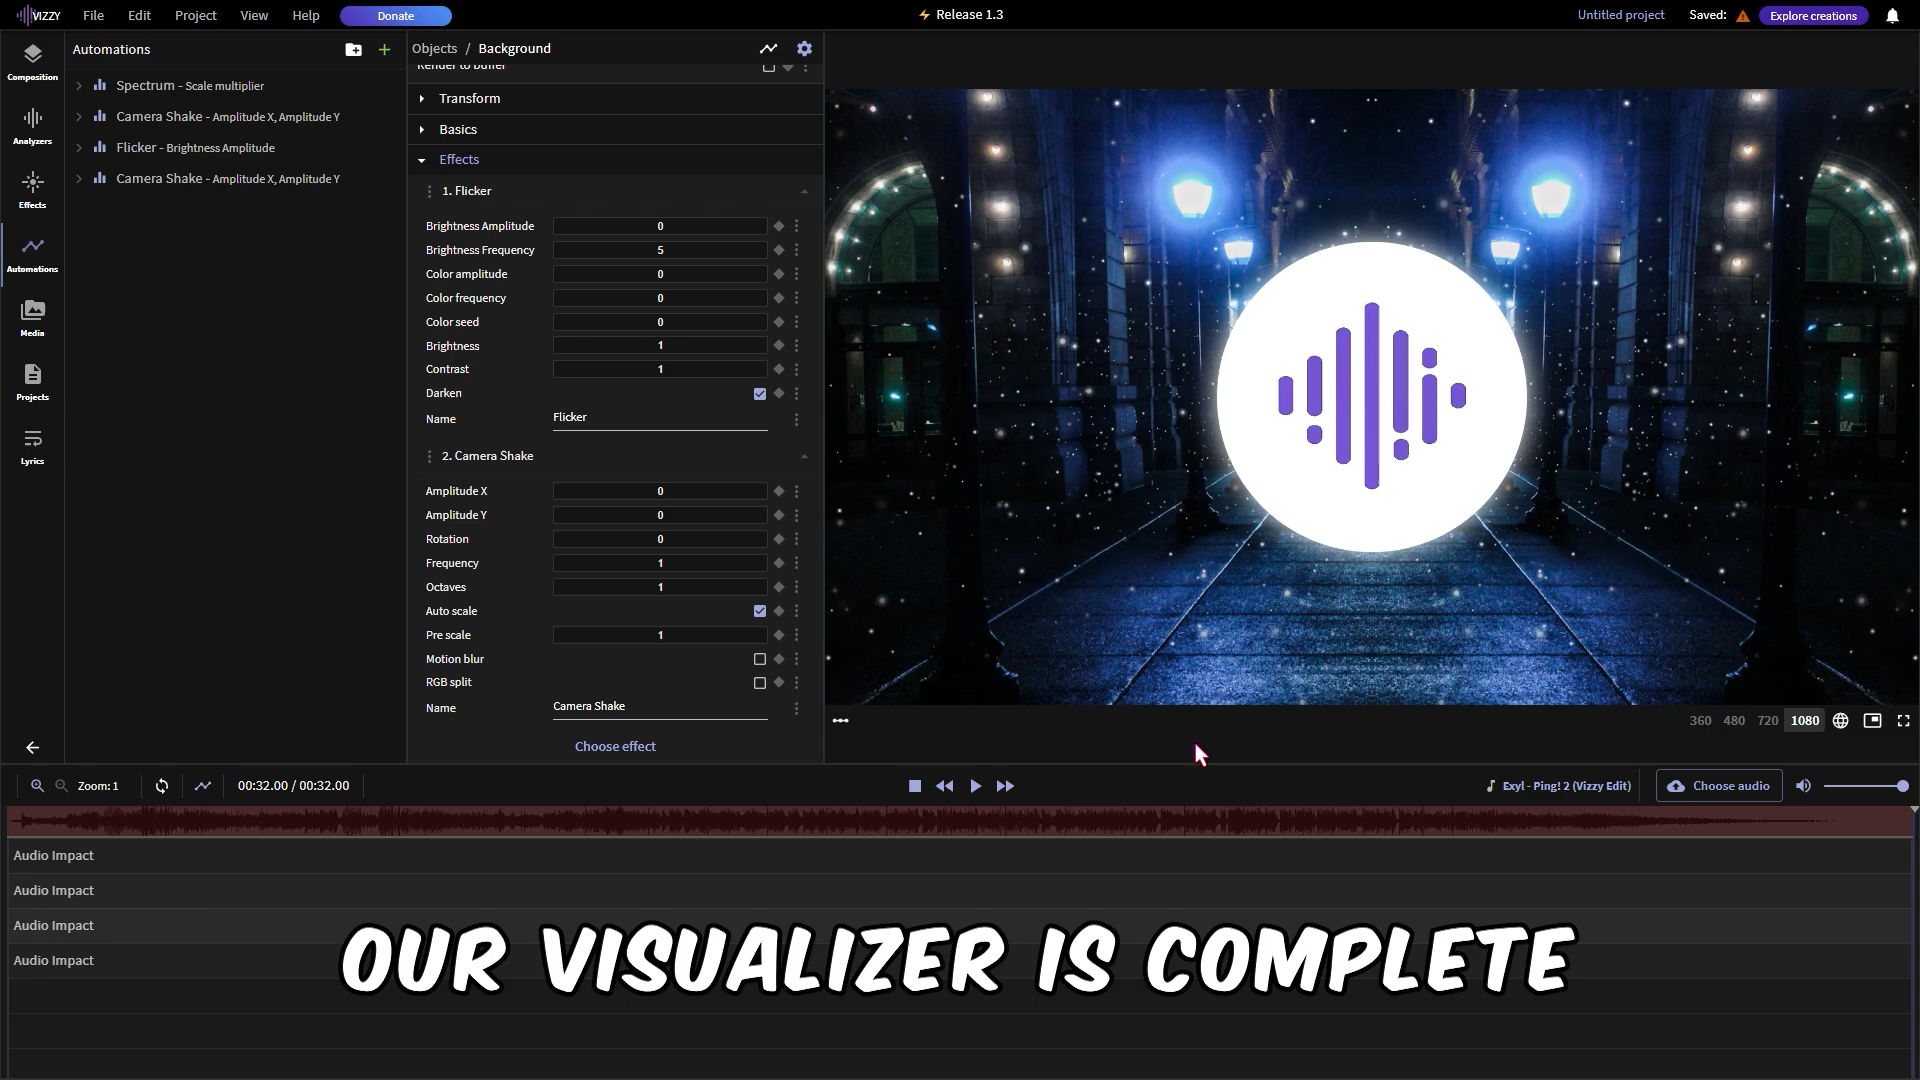 VIZZY
File
Edit
Project
View
Help
Donate
⚡ Release 1.3
Untitled project
Saved:
Explore creations
Composition
Analyzers
Effects
Automations
Media
Projects
Lyrics
Automations
Spectrum - Scale multiplier
Camera Shake - Amplitude X, Amplitude Y
Flicker - Brightness Amplitude
Camera Shake - Amplitude X, Amplitude Y
Objects / Background
Render to buffer
Transform
Basics
Effects
1. Flicker
Brightness Amplitude 0
Brightness Frequency 5
Color amplitude 0
Color frequency 0
Color seed 0
Brightness 1
Contrast 1
Darken
Name Flicker
2. Camera Shake
Amplitude X 0
Amplitude Y 0
Rotation 0
Frequency 1
Octaves 1
Auto scale
Pre scale 1
Motion blur
RGB split
Name Camera Shake
Choose effect
360 480 720 1080
Zoom: 1
00:32.00 / 00:32.00
Exyl - Ping! 2 (Vizzy Edit)
Choose audio
Audio Impact
Audio Impact
Audio Impact
Audio Impact
OUR VISUALIZER IS COMPLETE